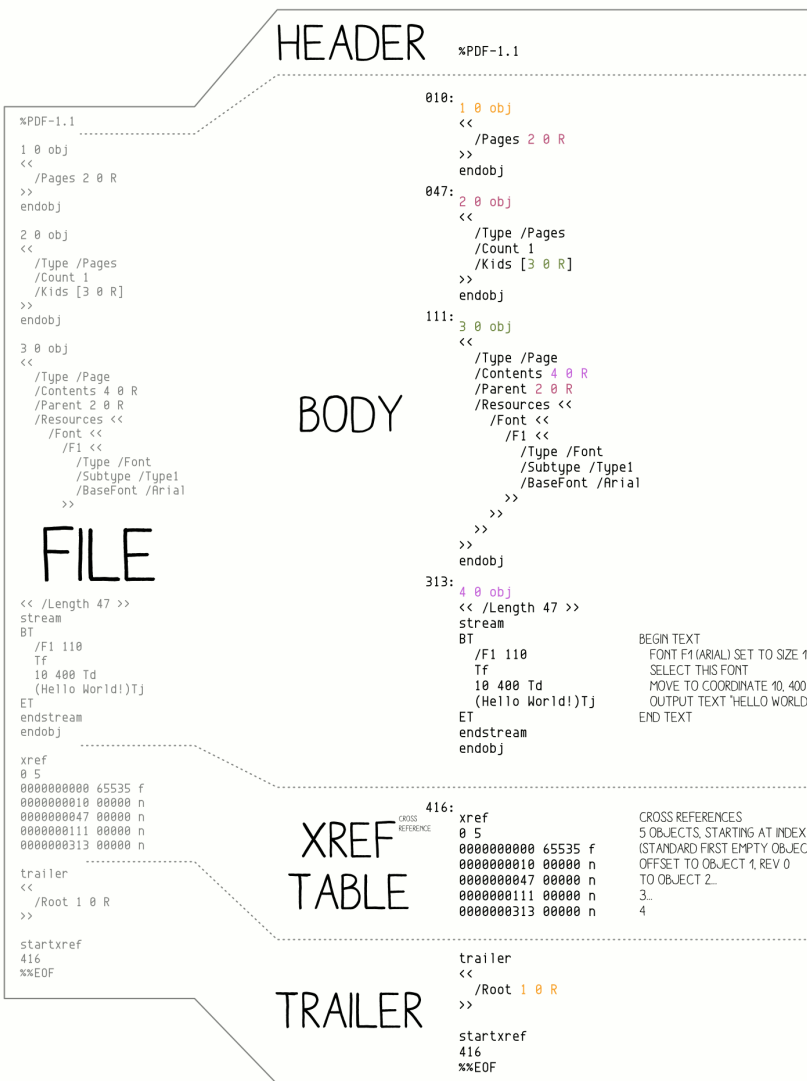 HEADER
%PDF-1.1
%PDF-1.1
1 0 obj
<<
/Pages 2 0 R
>>
endobj
2 0 obj
<<
/Type /Pages
/Count 1
/Kids [3 0 R]
>>
endobj
3 0 obj
<<
/Type /Page
/Contents 4 0 R
/Parent 2 0 R
/Resources <<
/Font <<
/F1 <<
/Type /Font
/Subtype /Type1
/BaseFont /Arial
>>
FILE
<< /Length 47 >>
stream
BT
/F1 110
Tf
10 400 Td
(Hello World!)Tj
ET
endstream
endobj
xref
0 5
0000000000 65535 f
0000000010 00000 n
0000000047 00000 n
0000000111 00000 n
0000000313 00000 n
trailer
<<
/Root 1 0 R
>>
startxref
416
%%EOF
BODY
010:
1 0 obj
<<
/Pages 2 0 R
>>
endobj
047:
2 0 obj
<<
/Type /Pages
/Count 1
/Kids [3 0 R]
>>
endobj
111:
3 0 obj
<<
/Type /Page
/Contents 4 0 R
/Parent 2 0 R
/Resources <<
/Font <<
/F1 <<
/Type /Font
/Subtype /Type1
/BaseFont /Arial
>>
>>
>>
>>
endobj
313:
4 0 obj
<< /Length 47 >>
stream
BT BEGIN TEXT
/F1 110 FONT F1 (ARIAL) SET TO SIZE 1
Tf SELECT THIS FONT
10 400 Td MOVE TO COORDINATE 10, 400
(Hello World!)Tj OUTPUT TEXT "HELLO WORLD
ET END TEXT
endstream
endobj
XREF
CROSS
REFERENCE
TABLE
416:
xref CROSS REFERENCES
0 5 5 OBJECTS, STARTING AT INDEX
0000000000 65535 f (STANDARD FIRST EMPTY OBJEC
0000000010 00000 n OFFSET TO OBJECT 1, REV 0
0000000047 00000 n TO OBJECT 2...
0000000111 00000 n 3...
0000000313 00000 n 4
TRAILER
trailer
<<
/Root 1 0 R
>>
startxref
416
%%EOF